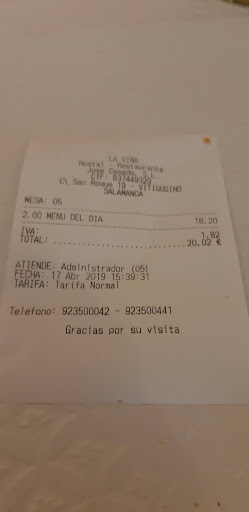 LA VIÑA
Hostal - Restaurante
Jose Casado, S.L.
CIF: B37449329
C\ San Roque 19 - VITIGUDINO
SALAMANCA
MESA: 05
2.00 MENU DEL DIA 18.20
IVA: 1.82
TOTAL: ........................20,02 €
ATIENDE: Administrador (05)
FECHA: 17 Abr 2019 15:39:31
TARIFA: Tarifa Normal
Telefono: 923500042 - 923500441
Gracias por su visita